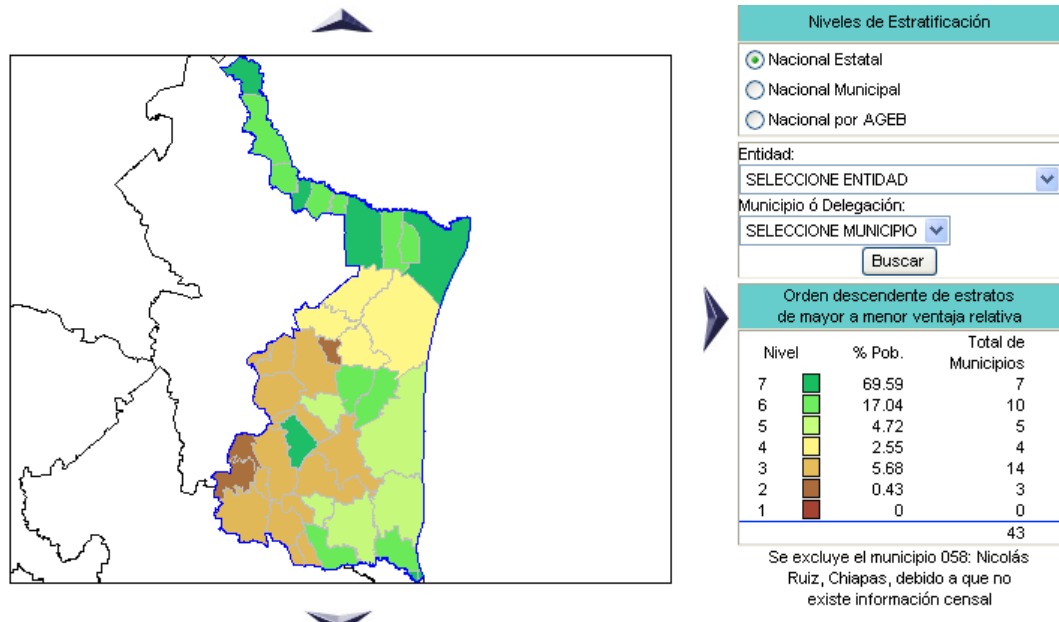 Niveles de Estratificación
Nacional Estatal
Nacional Municipal
Nacional por AGEB
Entidad:
SELECCIONE ENTIDAD
Municipio ó Delegación:
SELECCIONE MUNICIPIO
Buscar
Orden descendente de estratos
de mayor a menor ventaja relativa
Nivel % Pob. Total de Municipios
7 69.59 7
6 17.04 10
5 4.72 5
4 2.55 4
3 5.68 14
2 0.43 3
1 0 0
43
Se excluye el municipio 058: Nicolás
Ruiz, Chiapas, debido a que no
existe información censal